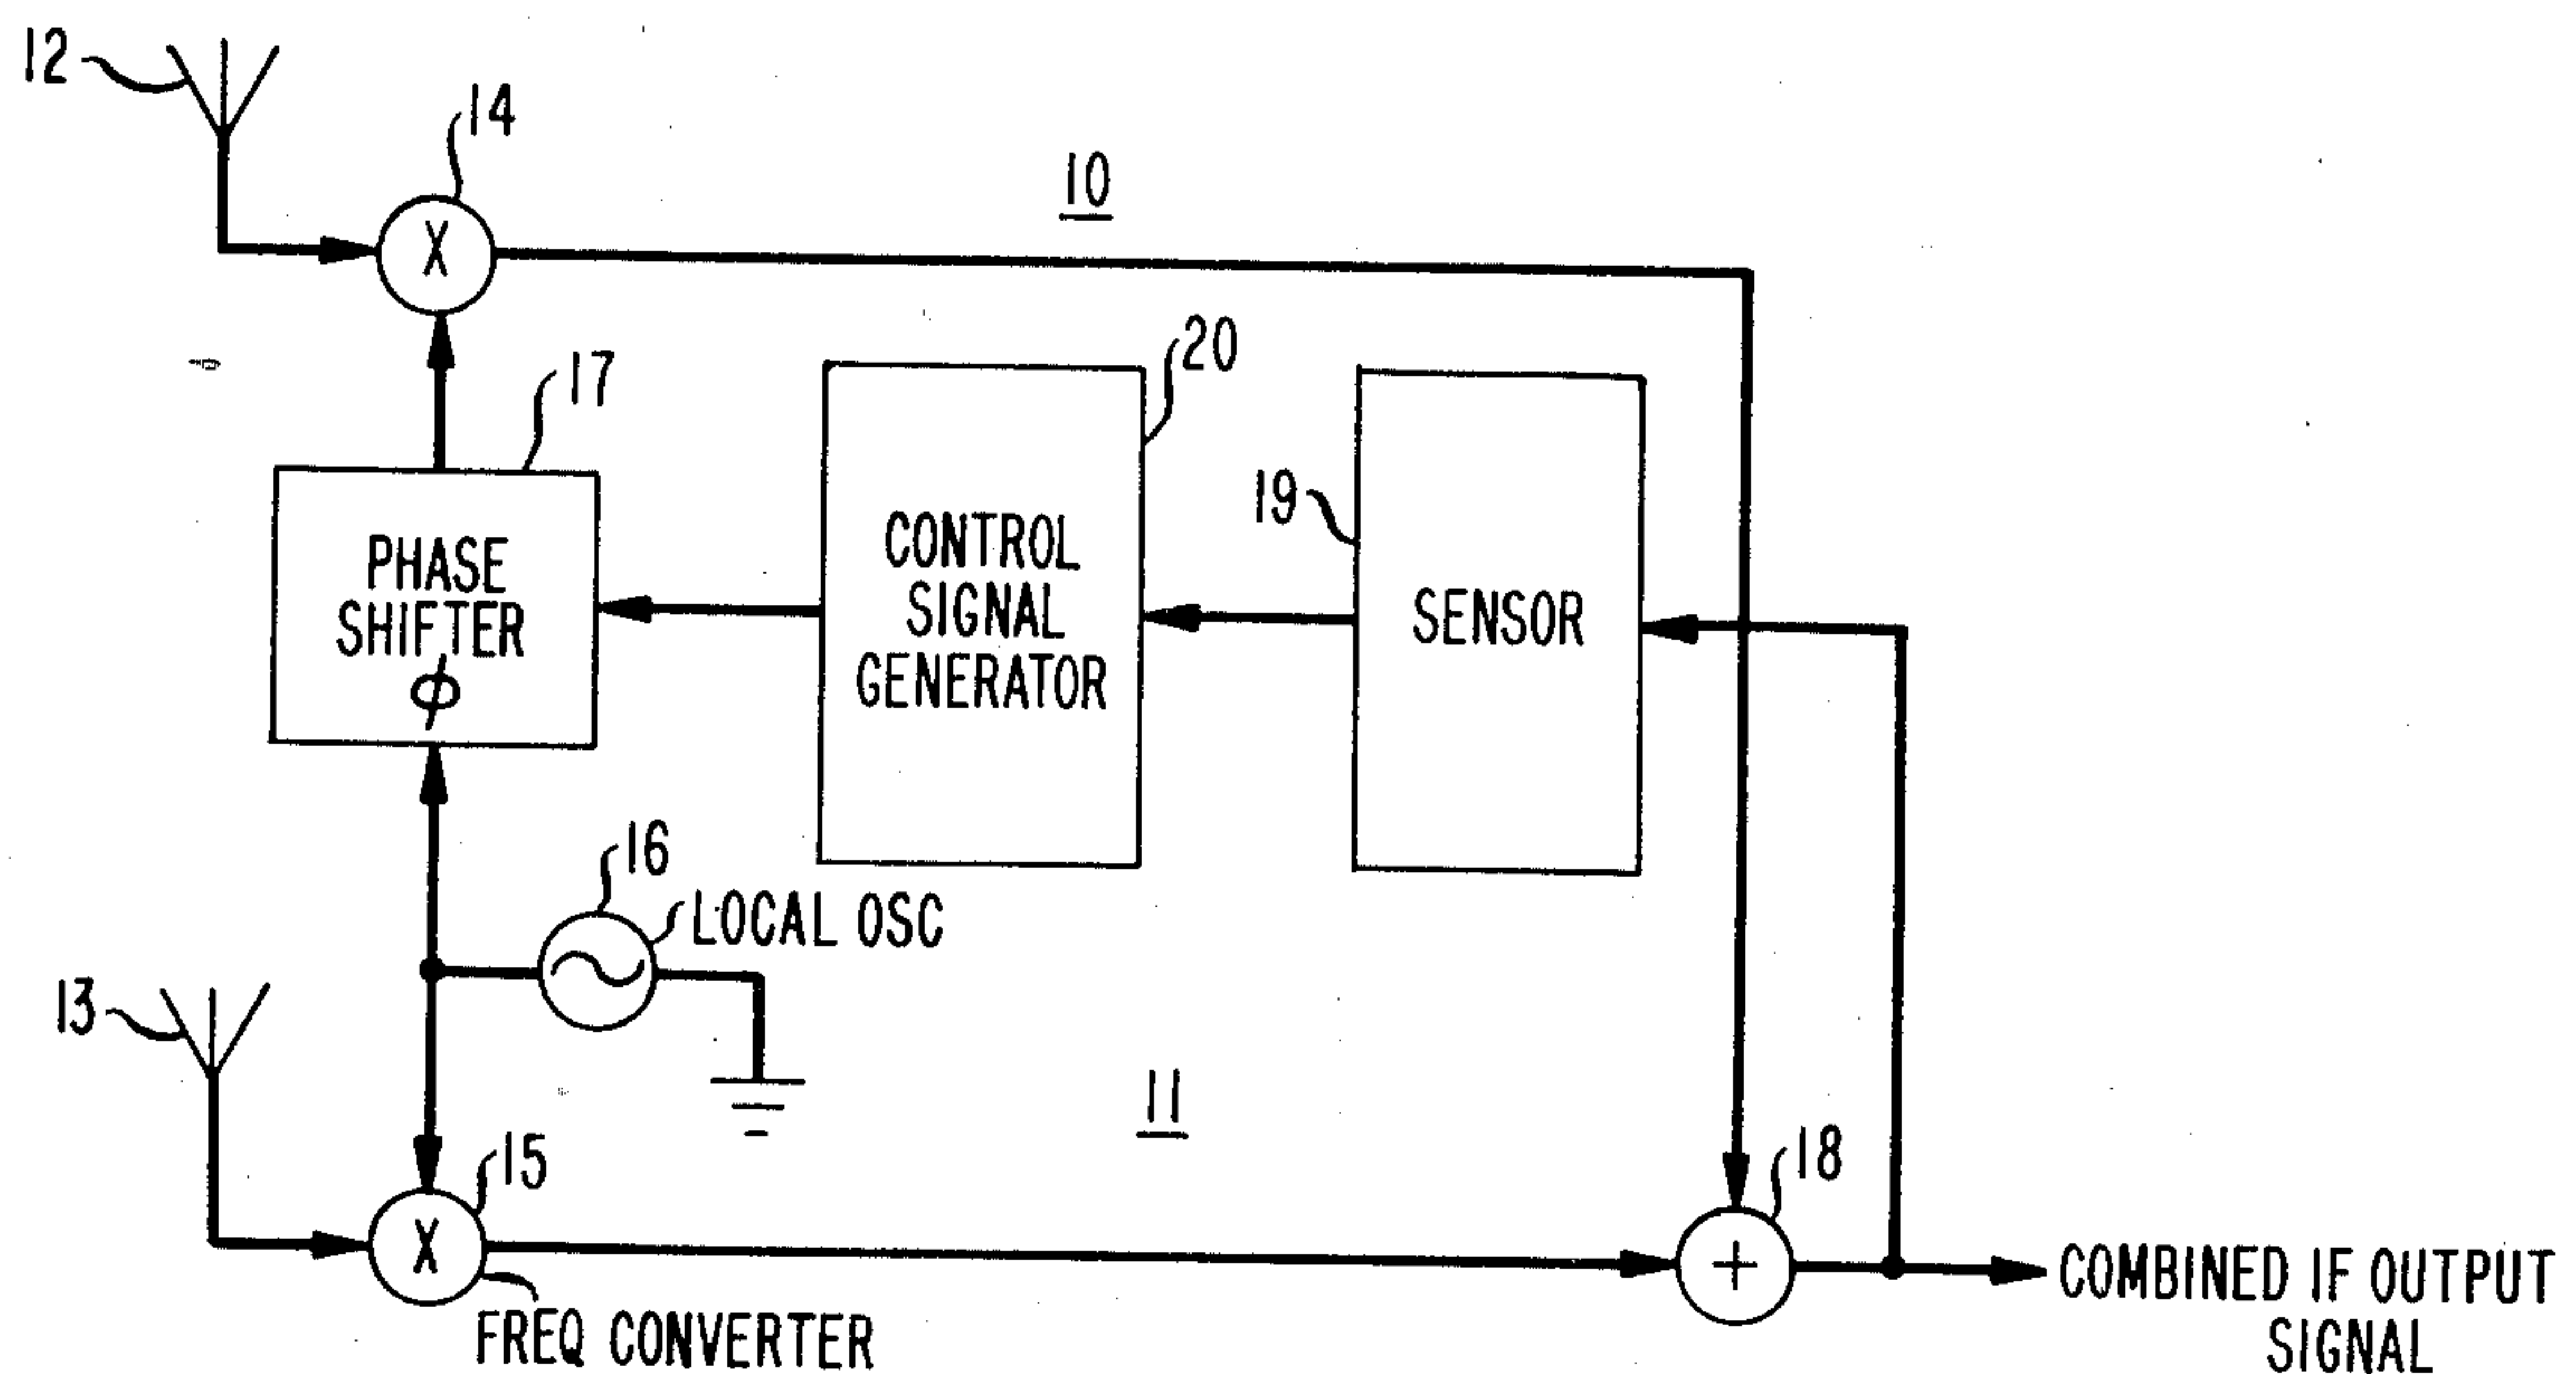 12
14
10
17
20
19
PHASE
SHIFTER
ϕ
CONTROL
SIGNAL
GENERATOR
SENSOR
16
LOCAL OSC
13
11
15
18
X
X
+
FREQ CONVERTER
COMBINED IF OUTPUT
SIGNAL